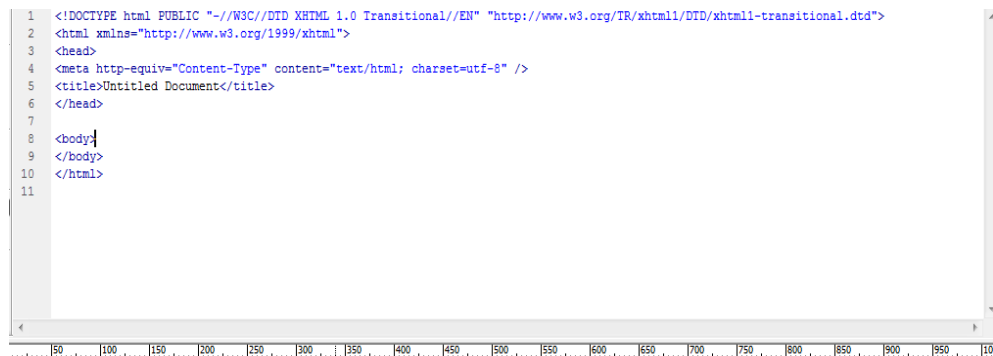 1 <!DOCTYPE html PUBLIC "-//W3C//DTD XHTML 1.0 Transitional//EN" "http://www.w3.org/TR/xhtml1/DTD/xhtml1-transitional.dtd">
2 <html xmlns="http://www.w3.org/1999/xhtml">
3 <head>
4 <meta http-equiv="Content-Type" content="text/html; charset=utf-8" />
5 <title>Untitled Document</title>
6 </head>
7
8 <body>
9 </body>
10 </html>
11
50 100 150 200 250 300 350 400 450 500 550 600 650 700 750 800 850 900 950 10